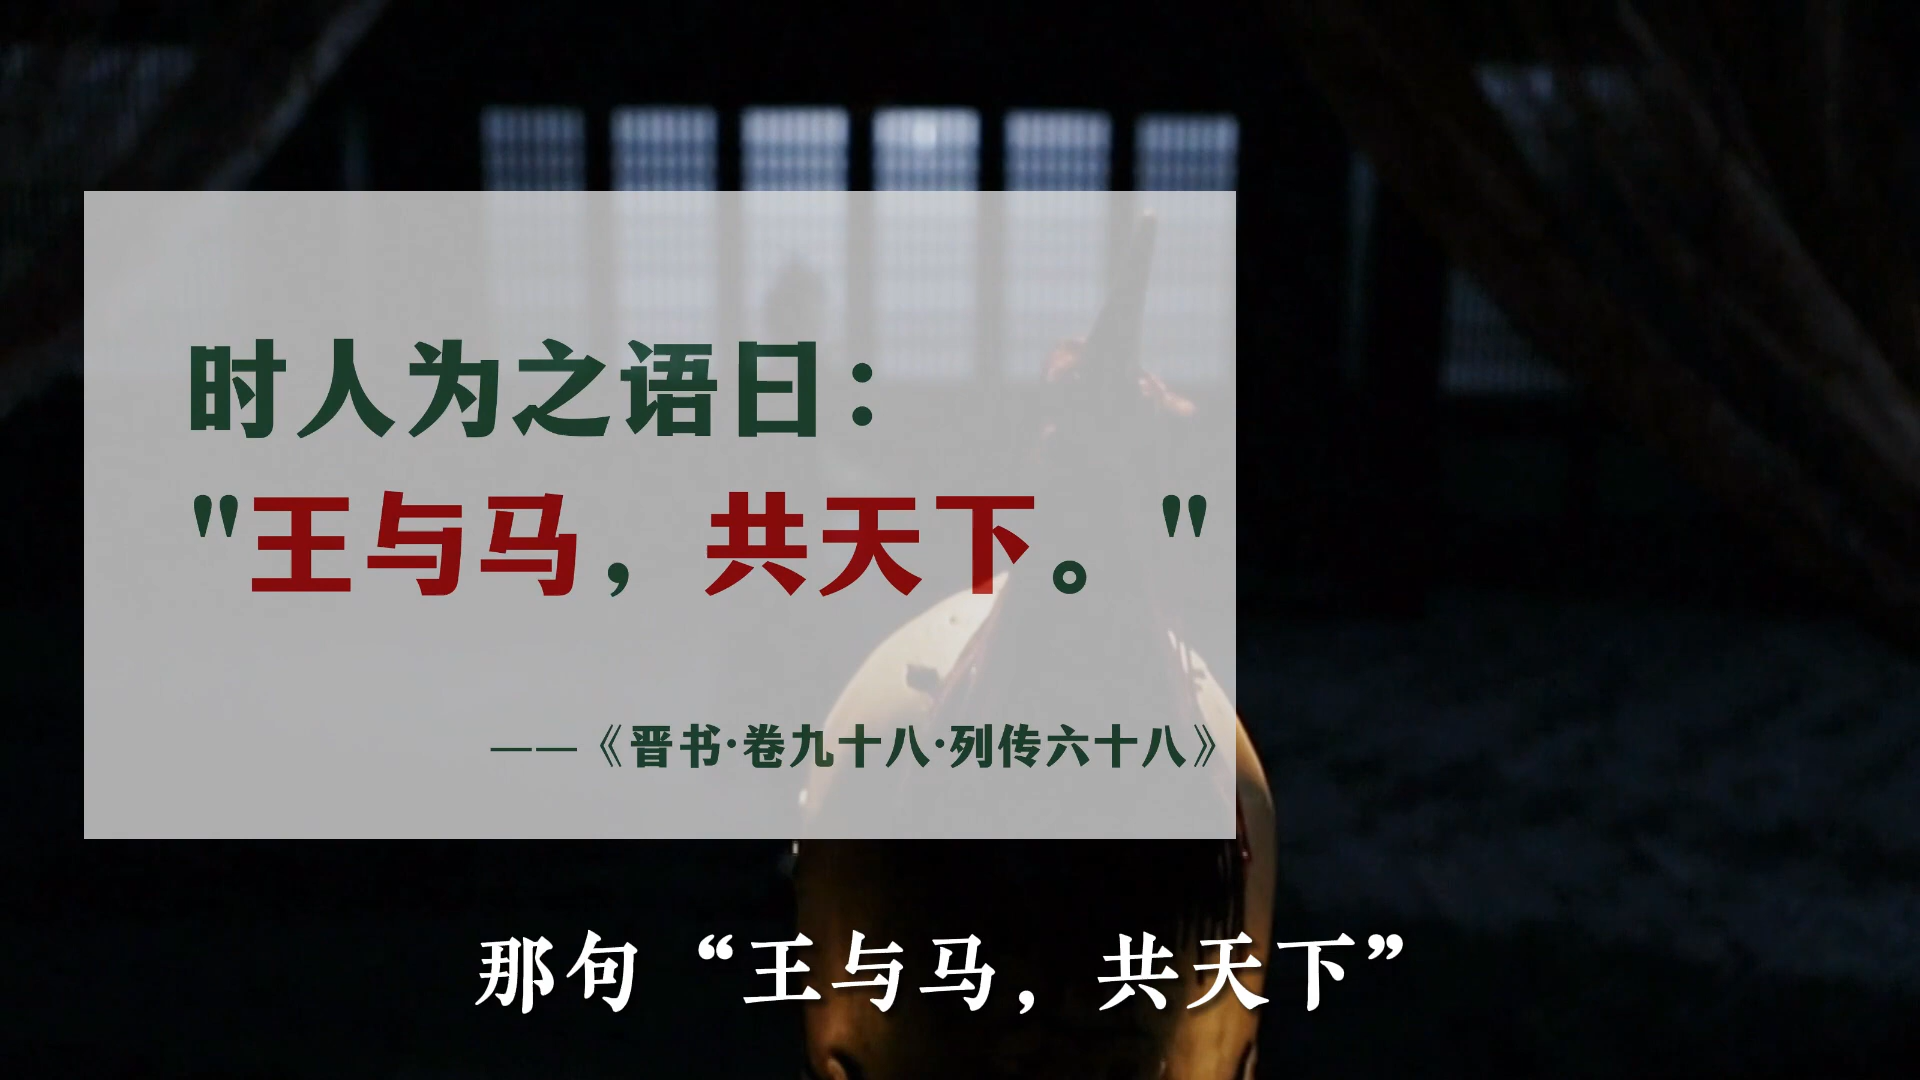 时人为之语曰：
"王与马，共天下。"
——《晋书·卷九十八·列传六十八》
那句“王与马，共天下”